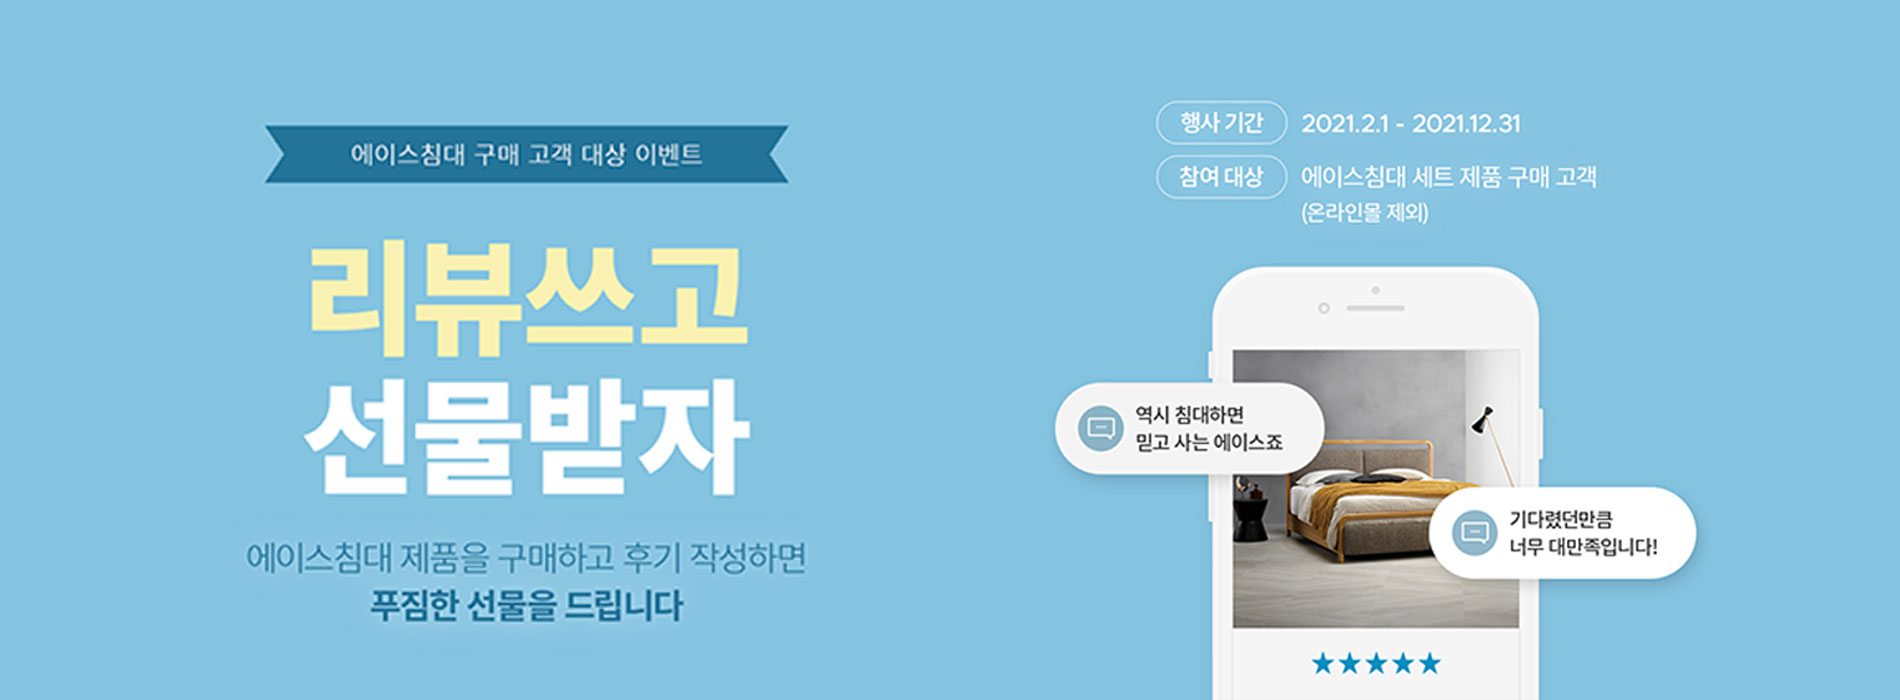 에이스침대 구매 고객 대상 이벤트
리뷰쓰고
선물받자
에이스침대 제품을 구매하고 후기 작성하면
푸짐한 선물을 드립니다
행사 기간 2021.2.1 - 2021.12.31
참여 대상 에이스침대 세트 제품 구매 고객
(온라인몰 제외)
역시 침대하면
믿고 사는 에이스죠
기다렸던만큼
너무 대만족입니다!